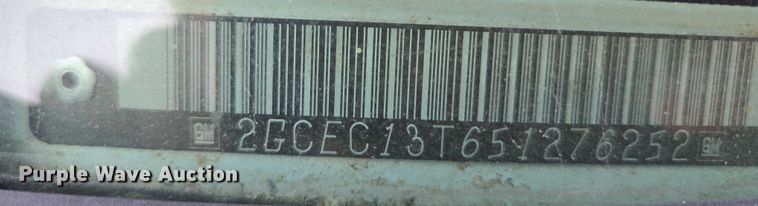 GM 2GCEC13T651276252 GM
Purple Wave Auction